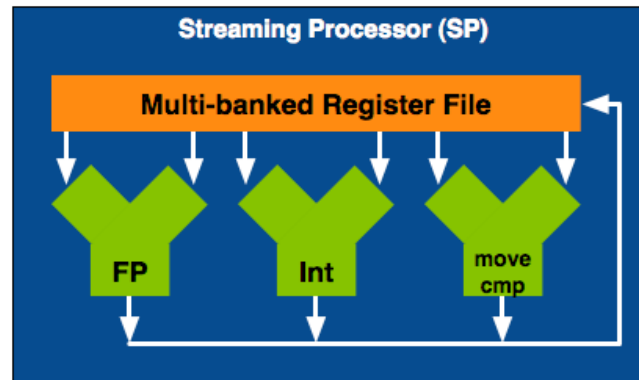 Streaming Processor (SP)
Multi-banked Register File
FP
Int
move
cmp